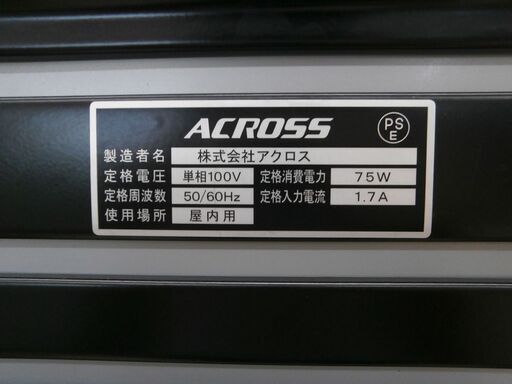 ACROSS
PS
E
製造者名 株式会社アクロス
定格電圧 単相100V 定格消費電力 75W
定格周波数 50/60Hz 定格入力電流 1.7A
使用場所 屋内用